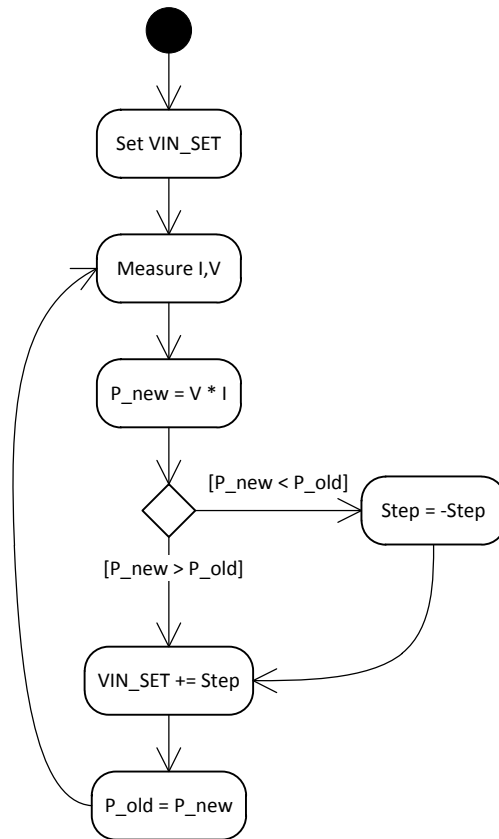 Set VIN_SET
Measure I,V
P_new = V * I
[P_new < P_old]
Step = -Step
[P_new > P_old]
VIN_SET += Step
P_old = P_new